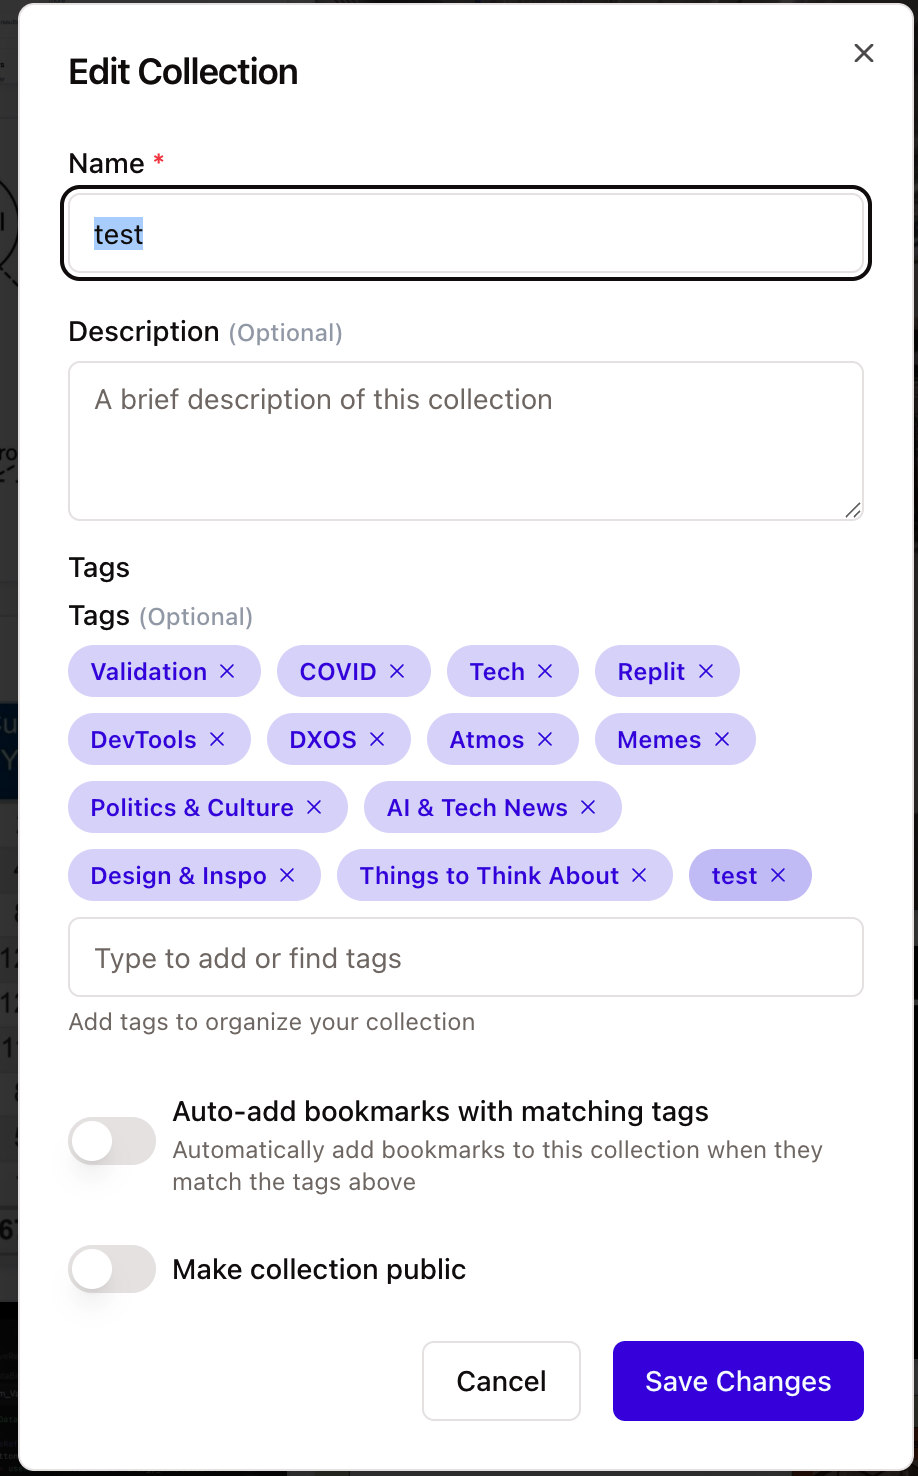 Edit Collection
Name *
test
Description (Optional)
A brief description of this collection
Tags
Tags (Optional)
Validation × COVID × Tech × Replit ×
DevTools × DXOS × Atmos × Memes ×
Politics & Culture × AI & Tech News ×
Design & Inspo × Things to Think About × test ×
Type to add or find tags
Add tags to organize your collection
Auto-add bookmarks with matching tags
Automatically add bookmarks to this collection when they
match the tags above
Make collection public
Cancel Save Changes